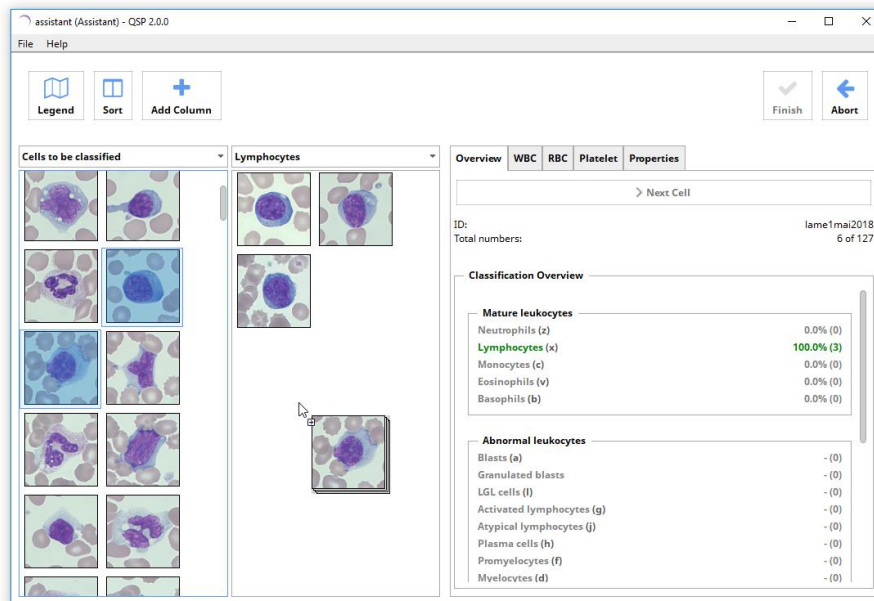 assistant (Assistant) - QSP 2.0.0
File Help
Legend Sort Add Column Finish Abort
Cells to be classified
Lymphocytes
Overview WBC RBC Platelet Properties
Next Cell
ID: lame1mai2018
Total numbers: 6 of 127
Classification Overview
Mature leukocytes
Neutrophils (z) 0.0% (0)
Lymphocytes (x) 100.0% (3)
Monocytes (c) 0.0% (0)
Eosinophils (v) 0.0% (0)
Basophils (b) 0.0% (0)
Abnormal leukocytes
Blasts (a) - (0)
Granulated blasts - (0)
LGL cells (l) - (0)
Activated lymphocytes (g) - (0)
Atypical lymphocytes (j) - (0)
Plasma cells (h) - (0)
Promyelocytes (f) - (0)
Myelocytes (d) - (0)